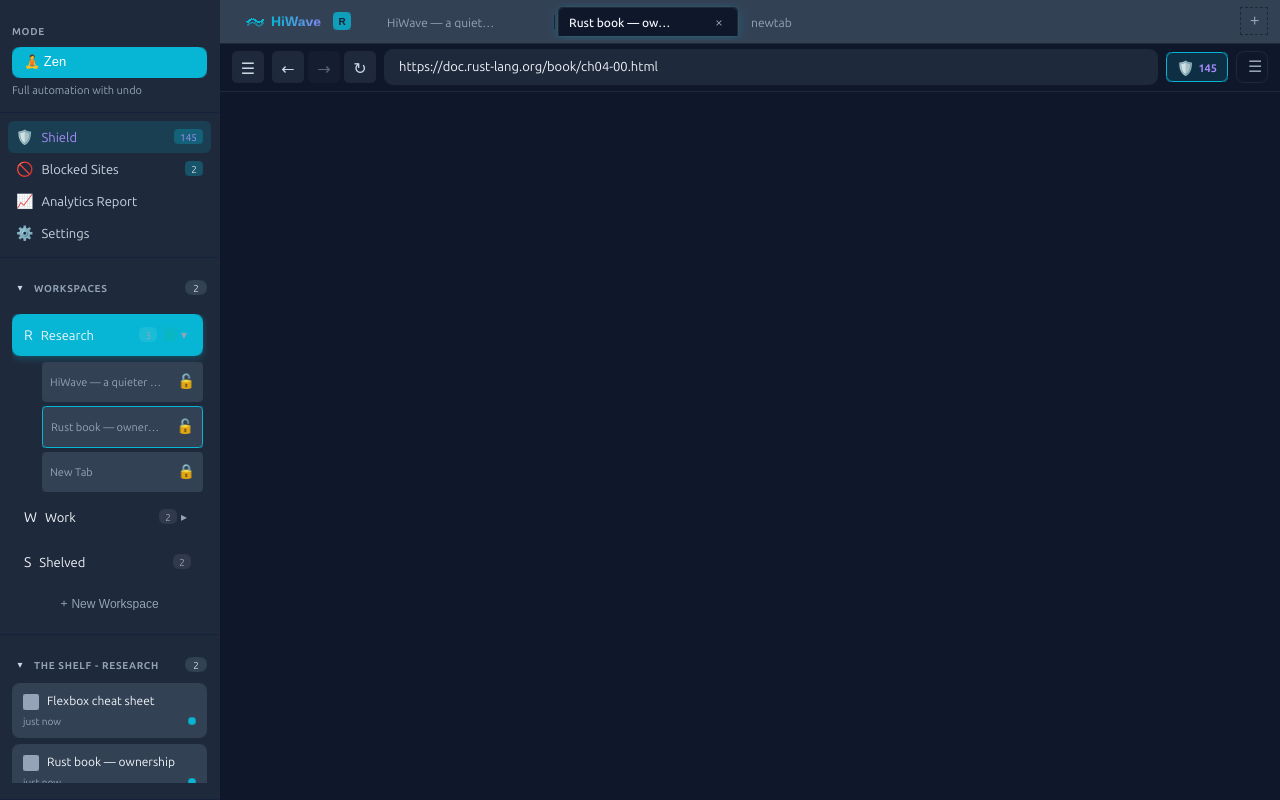 MODE
🧘 Zen
Full automation with undo
Shield 145
Blocked Sites 2
Analytics Report
Settings
WORKSPACES 2
R Research
HiWave — a quieter …
Rust book — owner…
New Tab
W Work 2
S Shelved 2
+ New Workspace
THE SHELF - RESEARCH 2
Flexbox cheat sheet
just now
Rust book — ownership
just now
HiWave R
HiWave — a quiet…
Rust book — ow… ×
newtab
+
https://doc.rust-lang.org/book/ch04-00.html
145